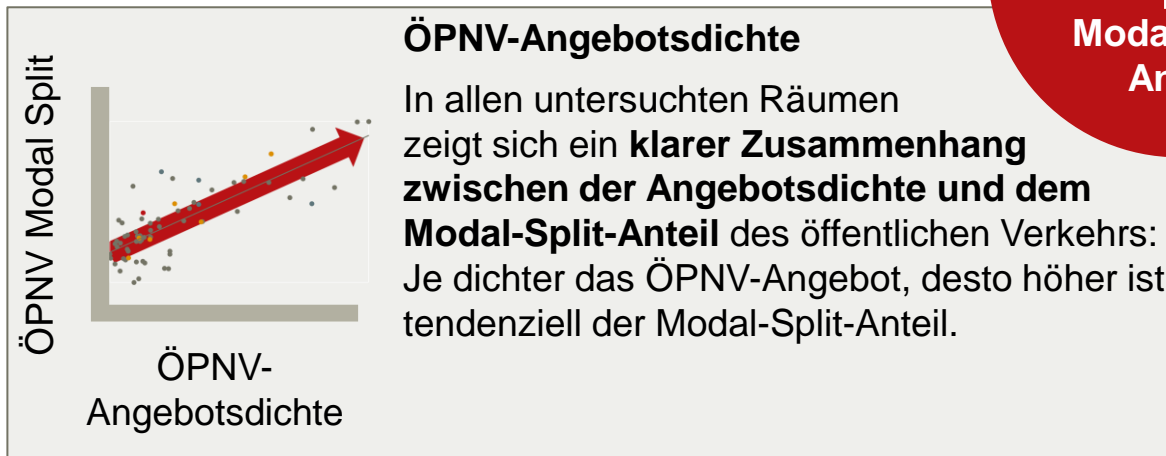 ÖPNV Modal Split
ÖPNV-
Angebotsdichte
ÖPNV-Angebotsdichte
In allen untersuchten Räumen
zeigt sich ein klarer Zusammenhang
zwischen der Angebotsdichte und dem
Modal-Split-Anteil des öffentlichen Verkehrs:
Je dichter das ÖPNV-Angebot, desto höher ist
tendenziell der Modal-Split-Anteil.